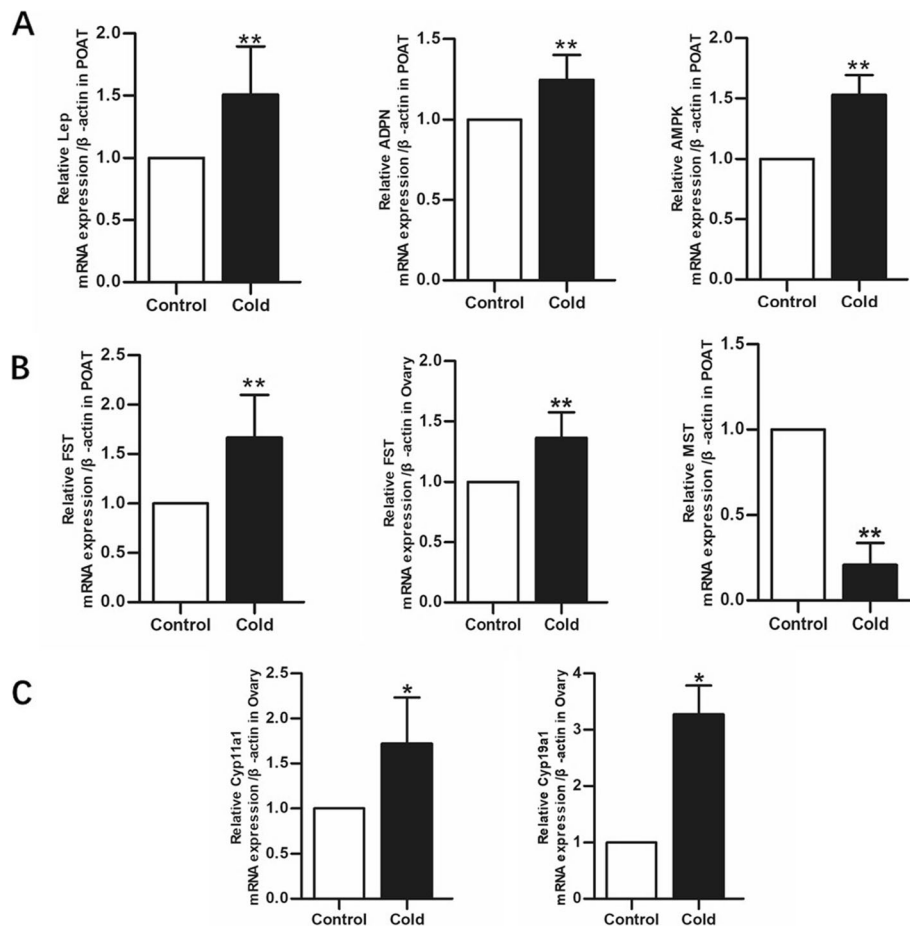 A
Relative Lep
mRNA expression /β -actin in POAT
2.0
1.5
1.0
0.5
0.0
**
Control
Cold
Relative ADPN
mRNA expression /β -actin in POAT
1.5
1.0
0.5
0.0
**
Control
Cold
Relative AMPK
mRNA expression /β -actin in POAT
2.0
1.5
1.0
0.5
0.0
**
Control
Cold
B
Relative FST
mRNA expression /β -actin in POAT
2.5
2.0
1.5
1.0
0.5
0.0
**
Control
Cold
Relative FST
mRNA expression /β -actin in Ovary
2.0
1.5
1.0
0.5
0.0
**
Control
Cold
Relative MST
mRNA expression /β -actin in POAT
1.5
1.0
0.5
0.0
**
Control
Cold
C
Relative Cyp11a1
mRNA expression /β -actin in Ovary
2.5
2.0
1.5
1.0
0.5
0.0
*
Control
Cold
Relative Cyp19a1
mRNA expression /β -actin in Ovary
4
3
2
1
0
*
Control
Cold